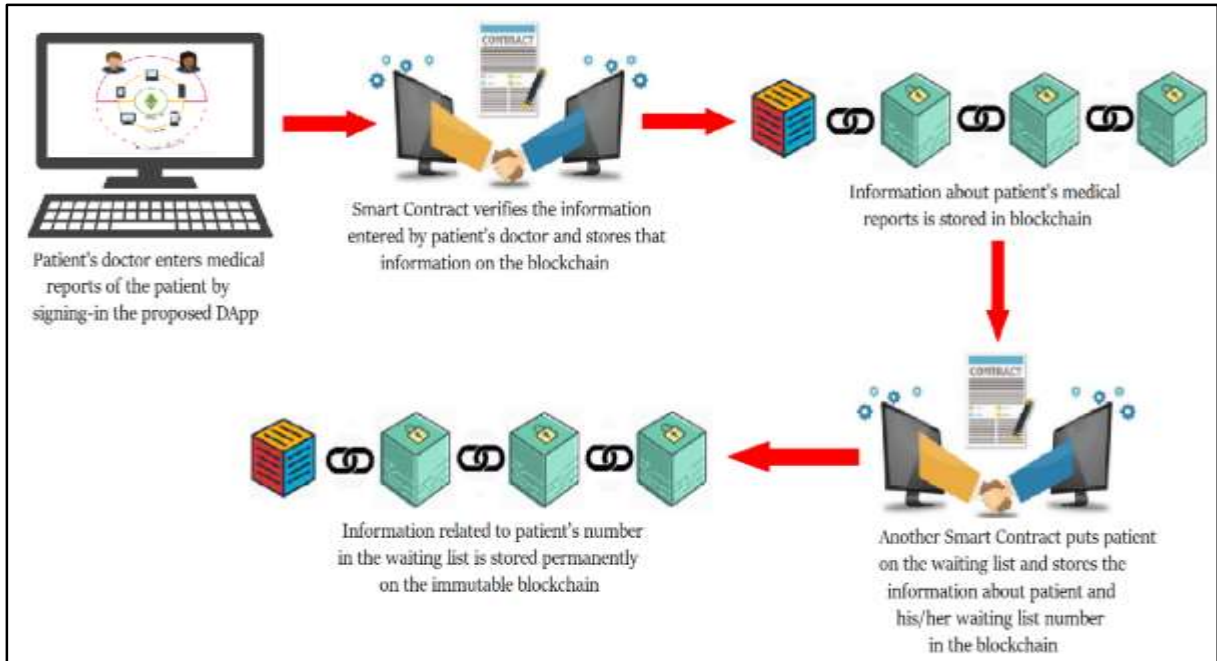 CONTRACT
Patient's doctor enters medical
reports of the patient by
signing-in the proposed DApp
Smart Contract verifies the information
entered by patient's doctor and stores that
information on the blockchain
Information about patient's medical
reports is stored in blockchain
CONTRACT
Another Smart Contract puts patient
on the waiting list and stores the
information about patient and
his/her waiting list number
in the blockchain
Information related to patient's number
in the waiting list is stored permanently
on the immutable blockchain